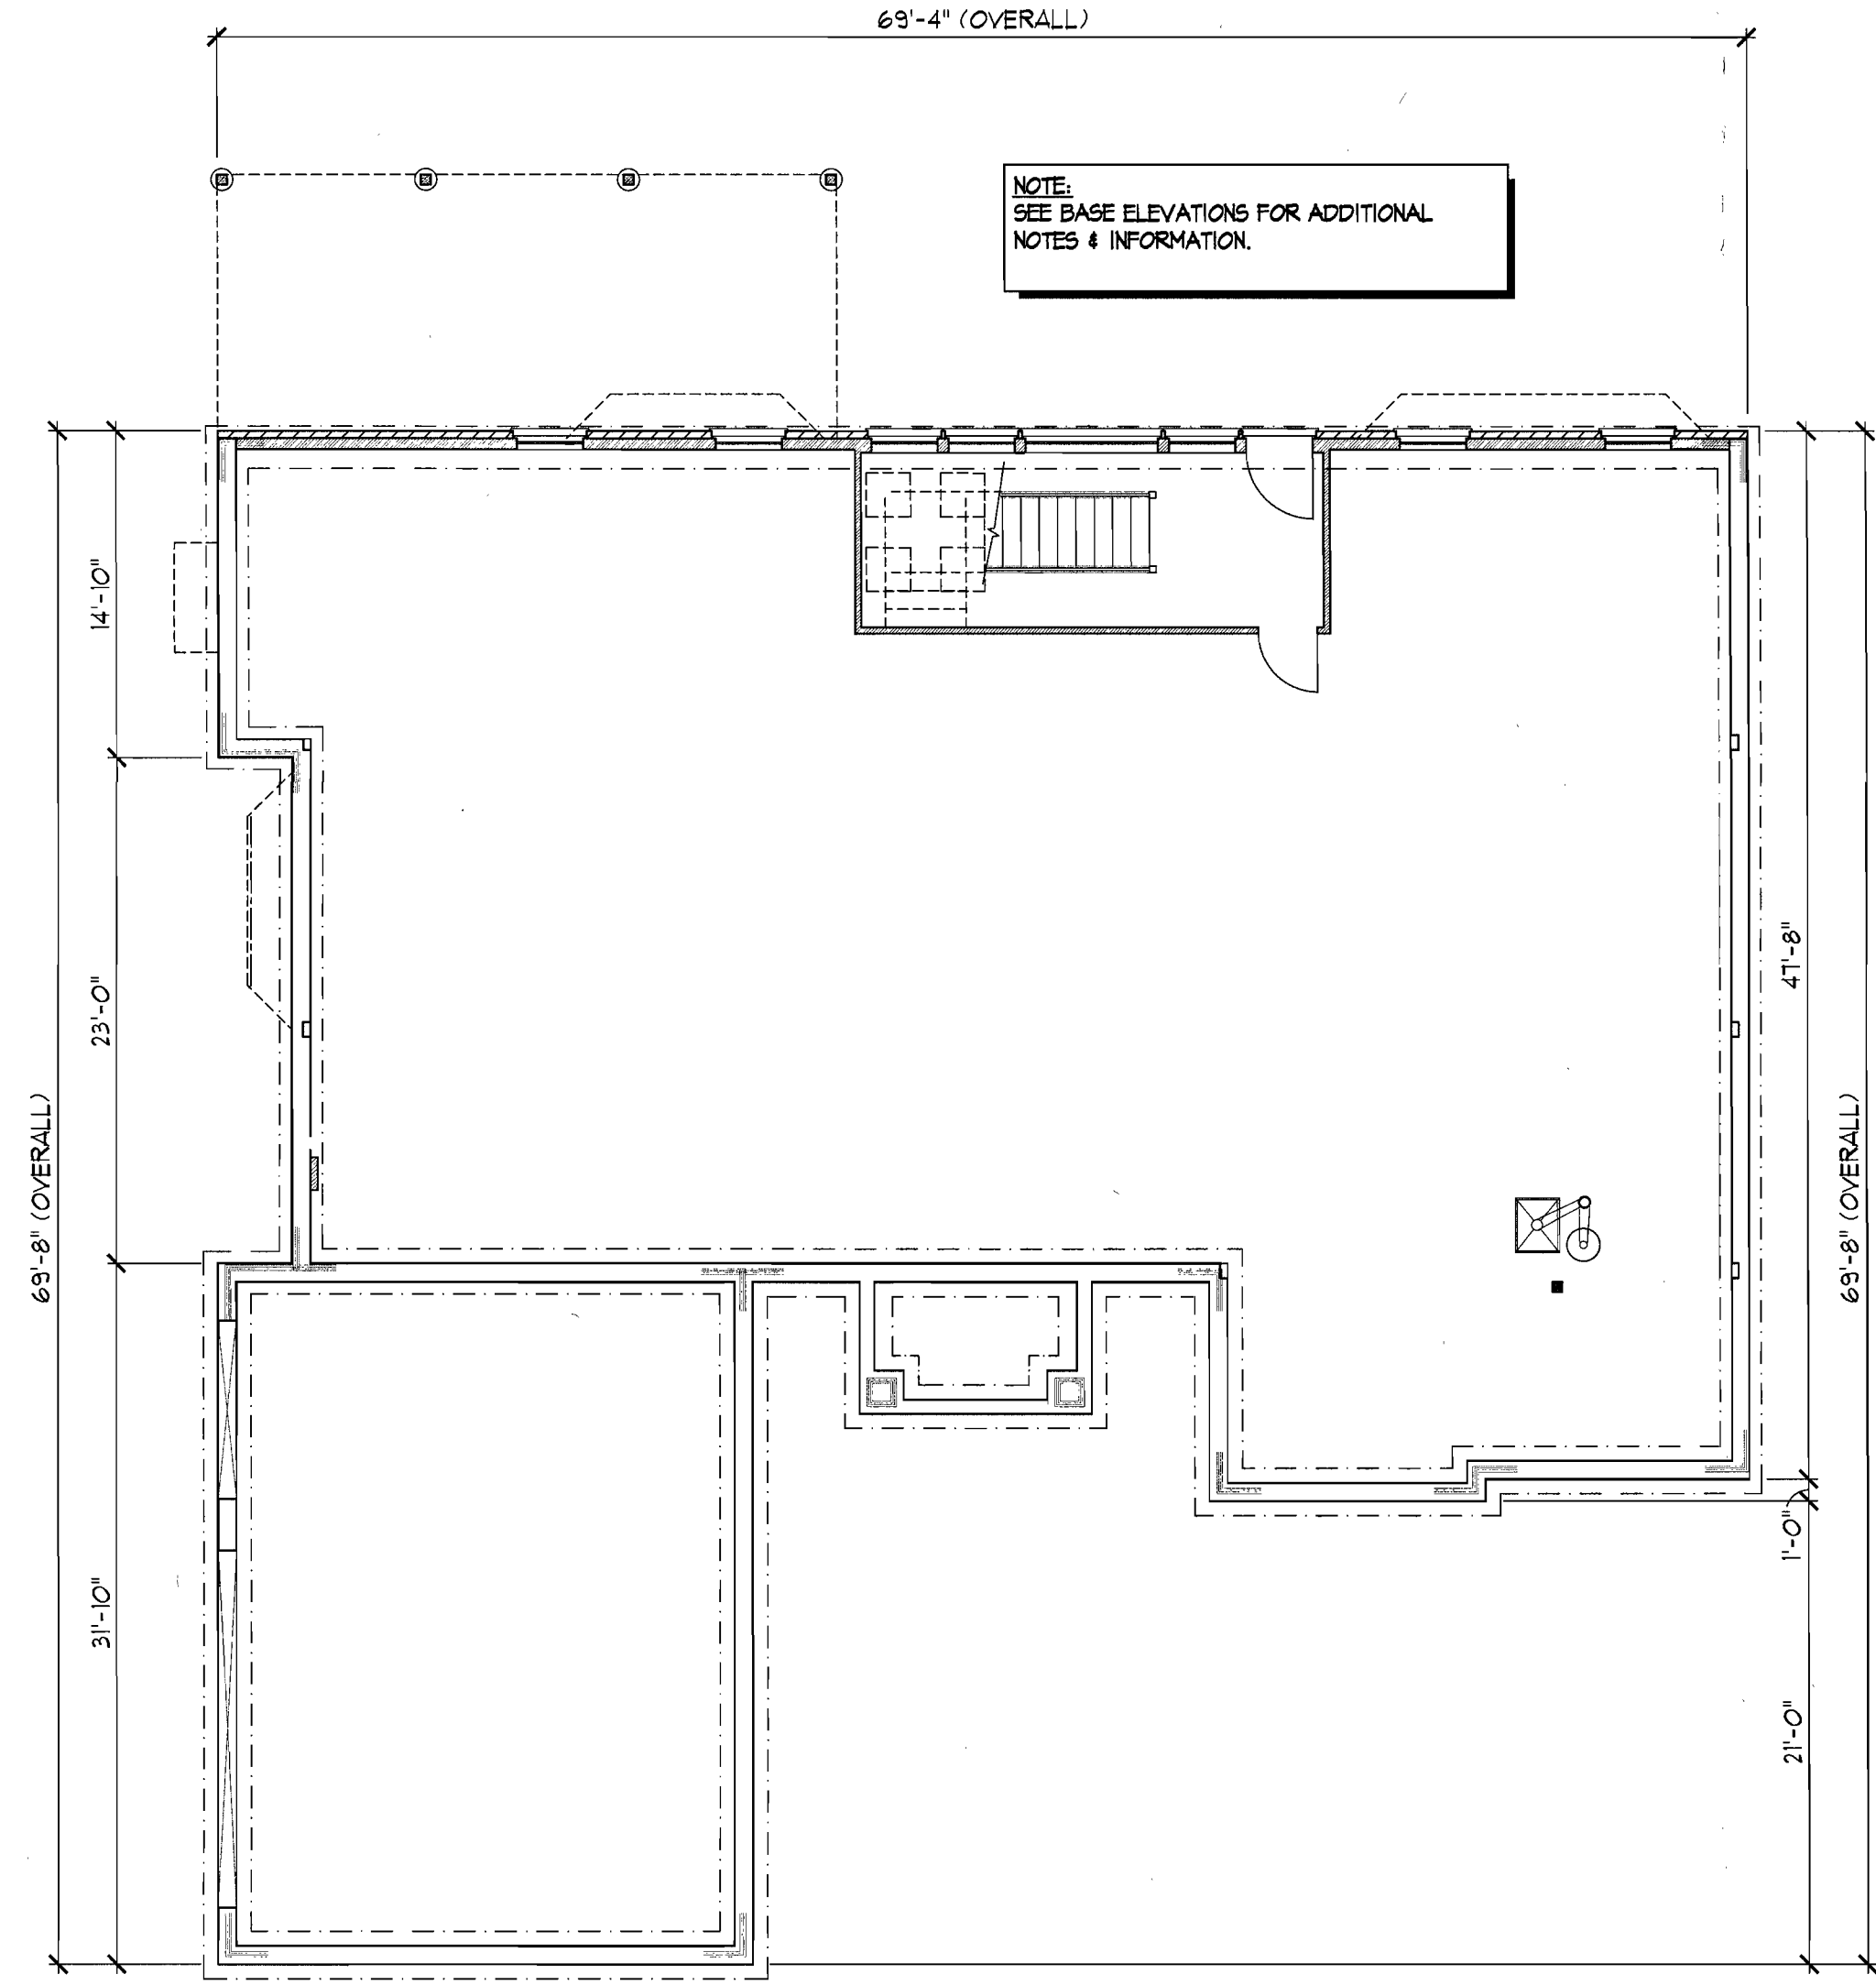 69'-4" (OVERALL)
NOTE:
SEE BASE ELEVATIONS FOR ADDITIONAL
NOTES & INFORMATION.
14'-10"
23'-0"
47'-8"
69'-8" (OVERALL)
69'-8" (OVERALL)
1'-0"
31'-10"
21'-0"